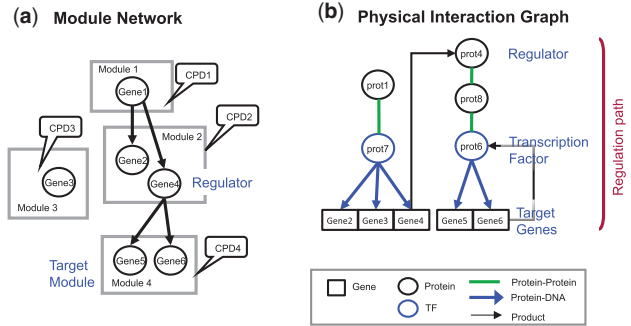 (a) Module Network
Module 1
CPD1
Gene1
CPD3
CPD2
Module 2
Gene2
Gene3
Gene4
Regulator
Module 3
CPD4
Target
Module
Gene5
Gene6
Module 4
(b) Physical Interaction Graph
prot4
Regulator
prot1
prot8
prot7
prot6
Transcription
Factor
Gene2 Gene3 Gene4
Gene5 Gene6
Target
Genes
Regulation path
Gene
Protein
TF
Protein-Protein
Protein-DNA
Product